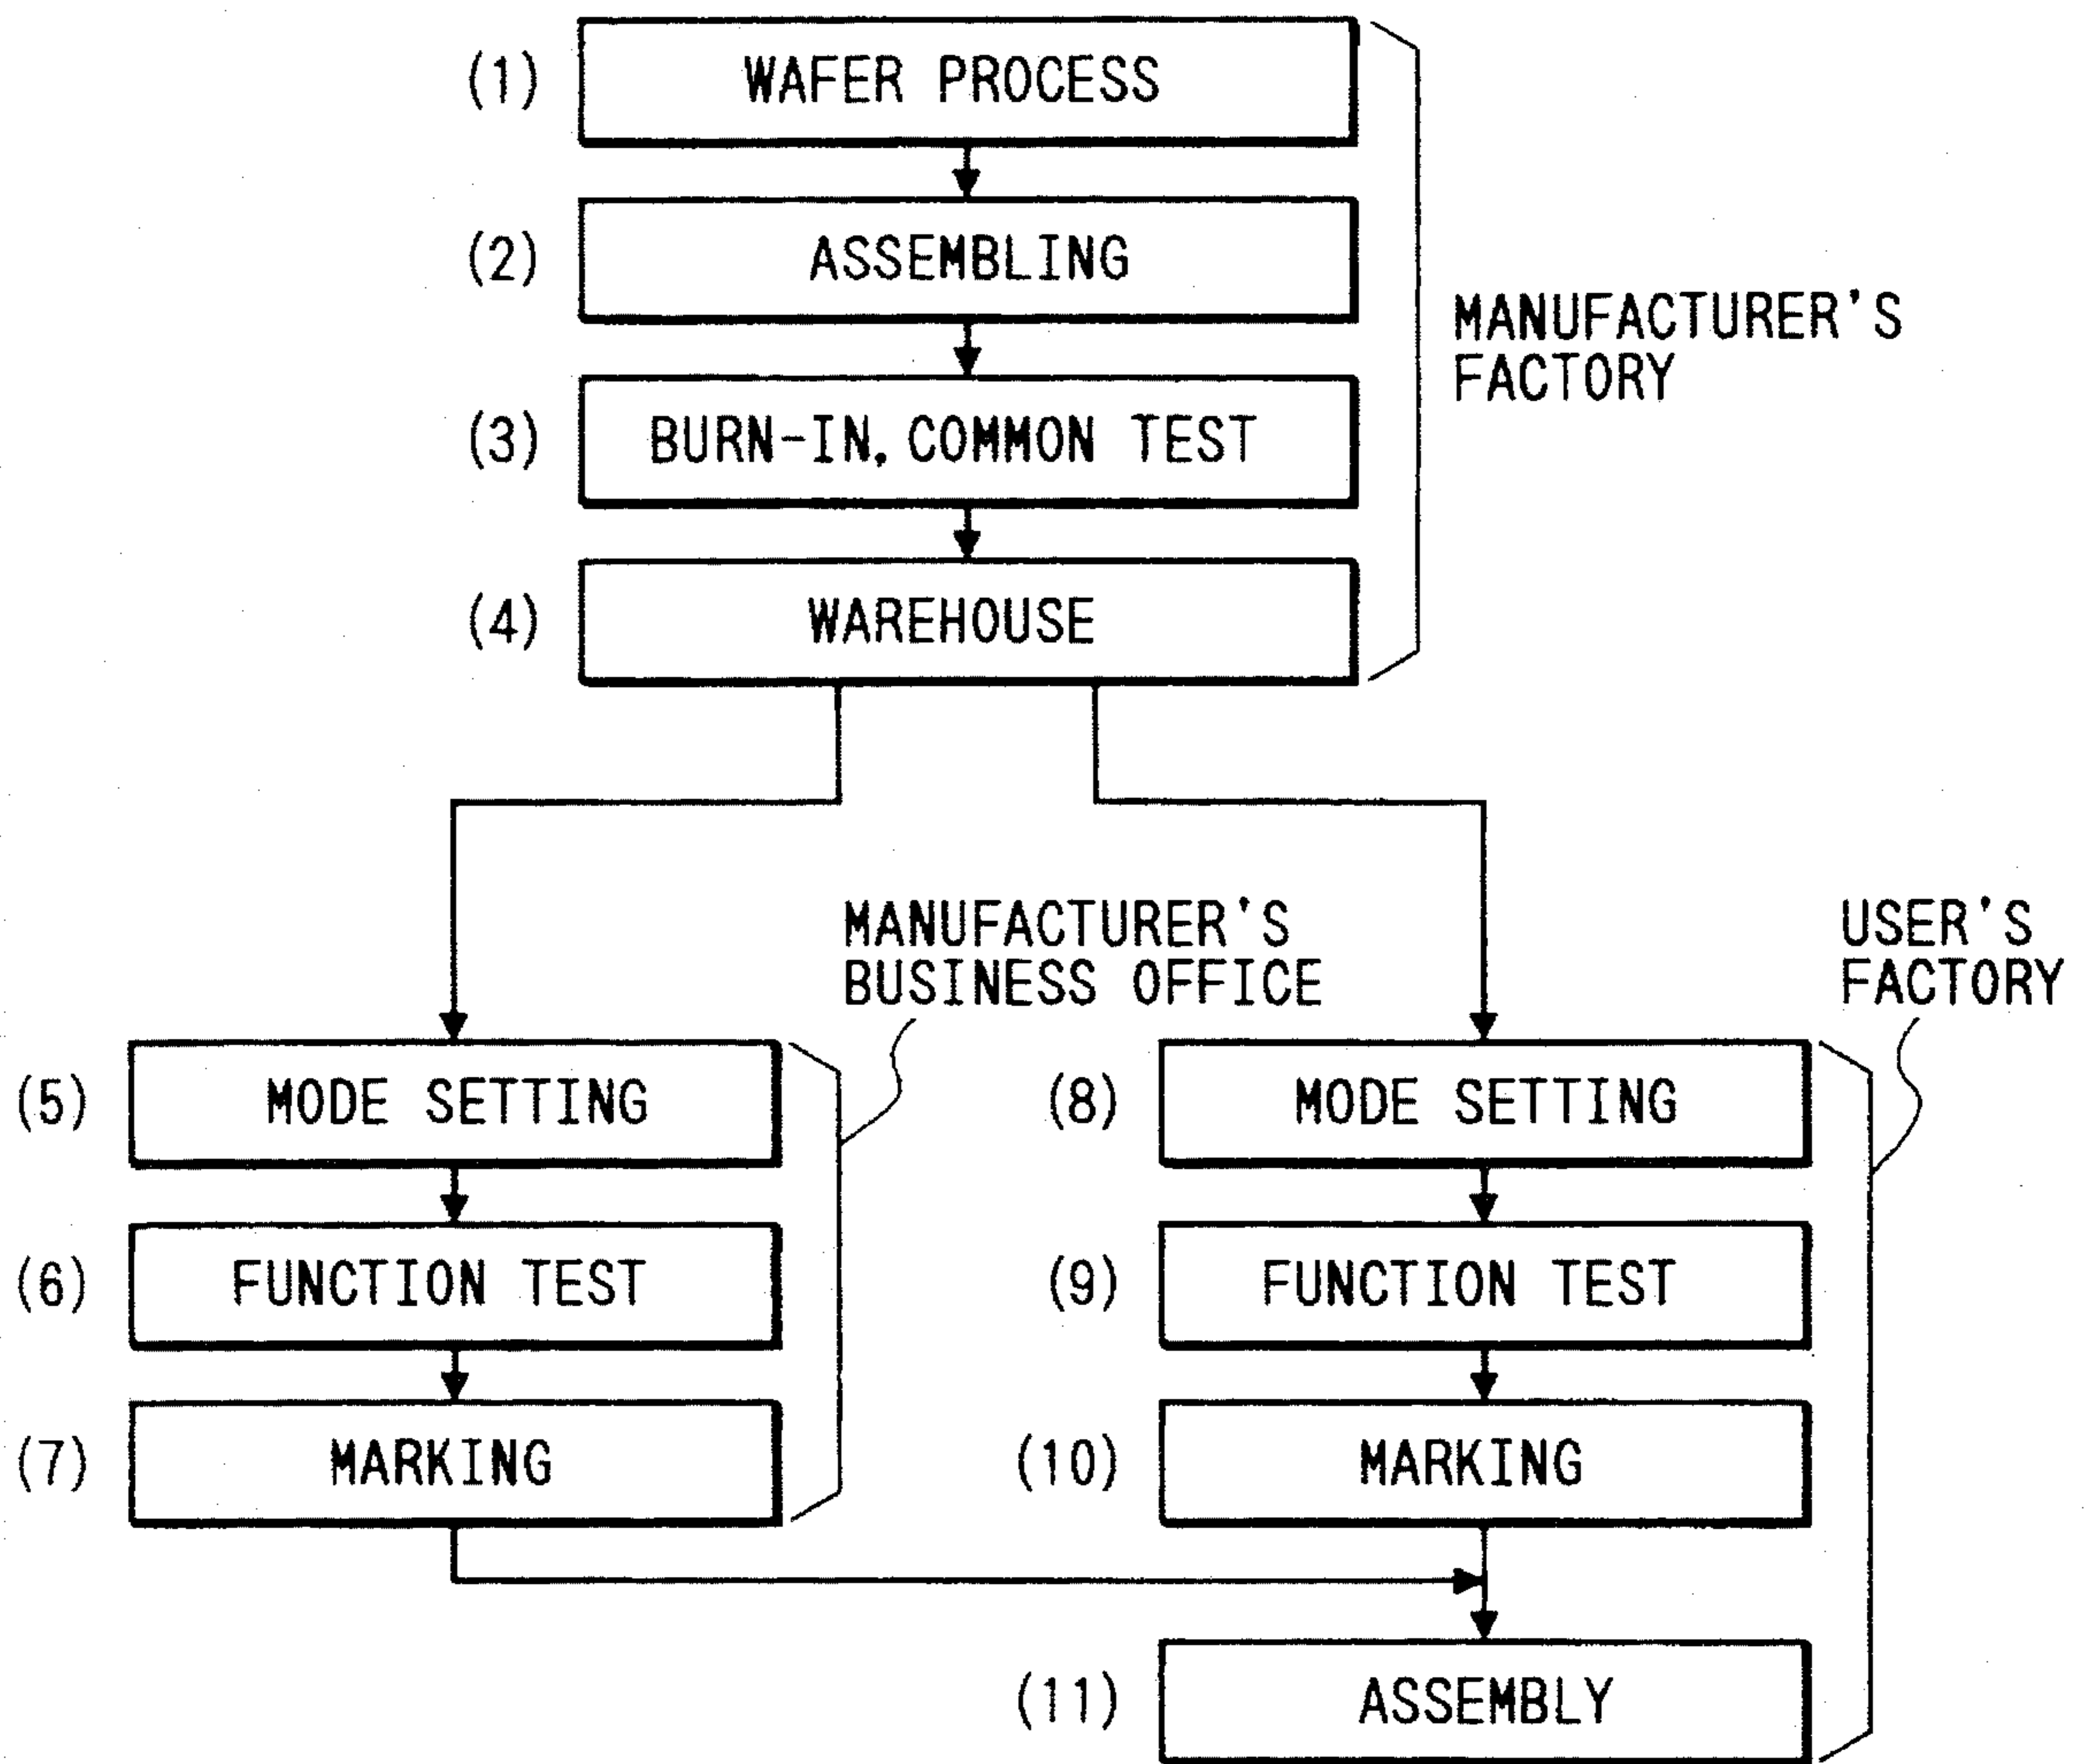 (1) WAFER PROCESS
(2) ASSEMBLING
MANUFACTURER'S
FACTORY
(3) BURN-IN, COMMON TEST
(4) WAREHOUSE
MANUFACTURER'S
BUSINESS OFFICE
USER'S
FACTORY
(5) MODE SETTING
(8) MODE SETTING
(6) FUNCTION TEST
(9) FUNCTION TEST
(7) MARKING
(10) MARKING
(11) ASSEMBLY